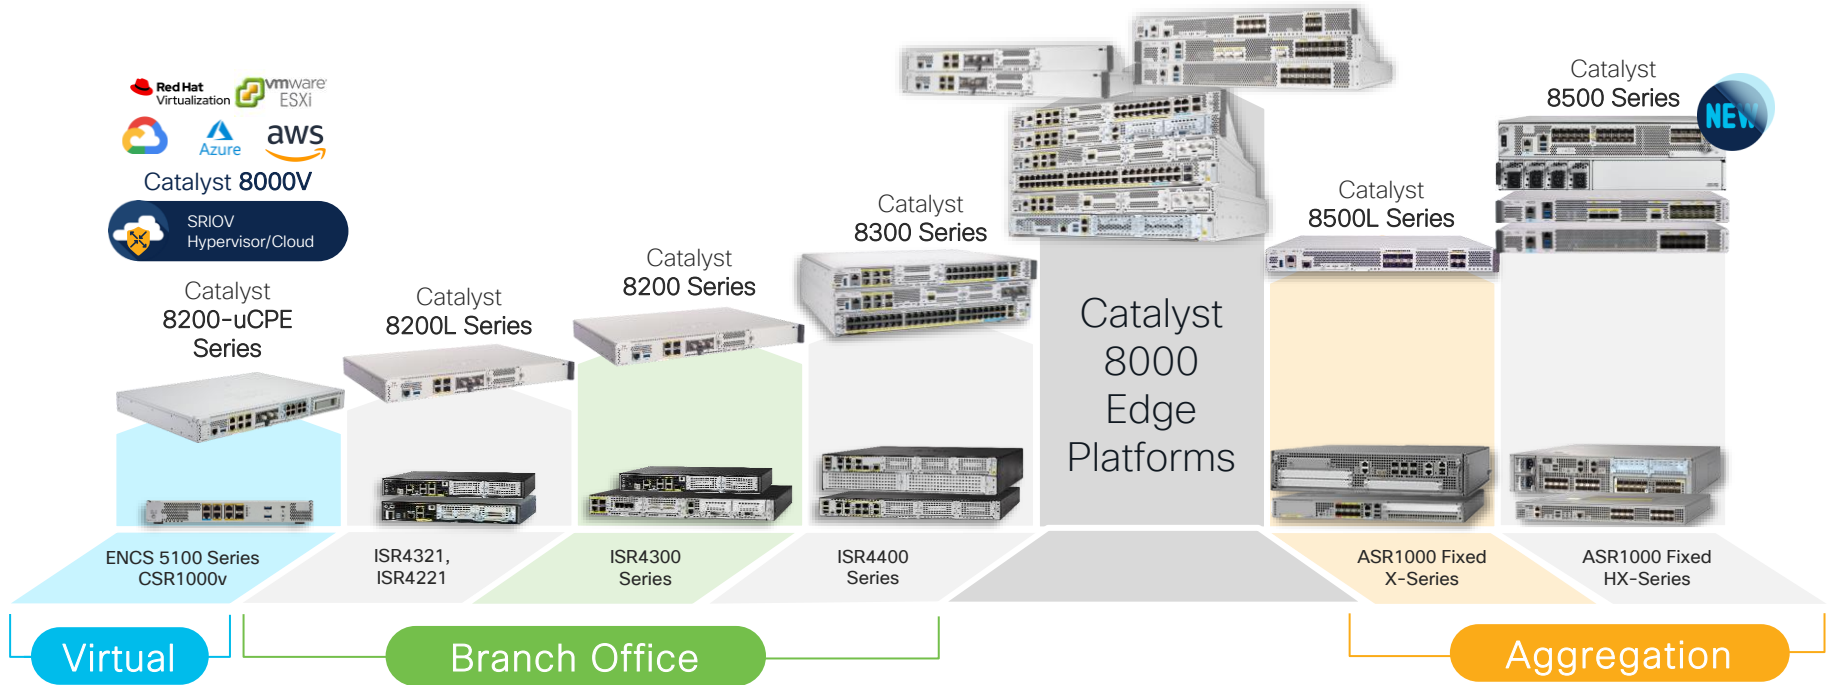 Red Hat
Virtualization
vmware
ESXi
Azure
aws
Catalyst 8000V
SRIOV
Hypervisor/Cloud
Catalyst
8200-uCPE
Series
Catalyst
8200L Series
Catalyst
8200 Series
Catalyst
8300 Series
Catalyst
8000
Edge
Platforms
Catalyst
8500L Series
Catalyst
8500 Series
NEW
ENCS 5100 Series
CSR1000v
ISR4321,
ISR4221
ISR4300
Series
ISR4400
Series
ASR1000 Fixed
X-Series
ASR1000 Fixed
HX-Series
Virtual
Branch Office
Aggregation